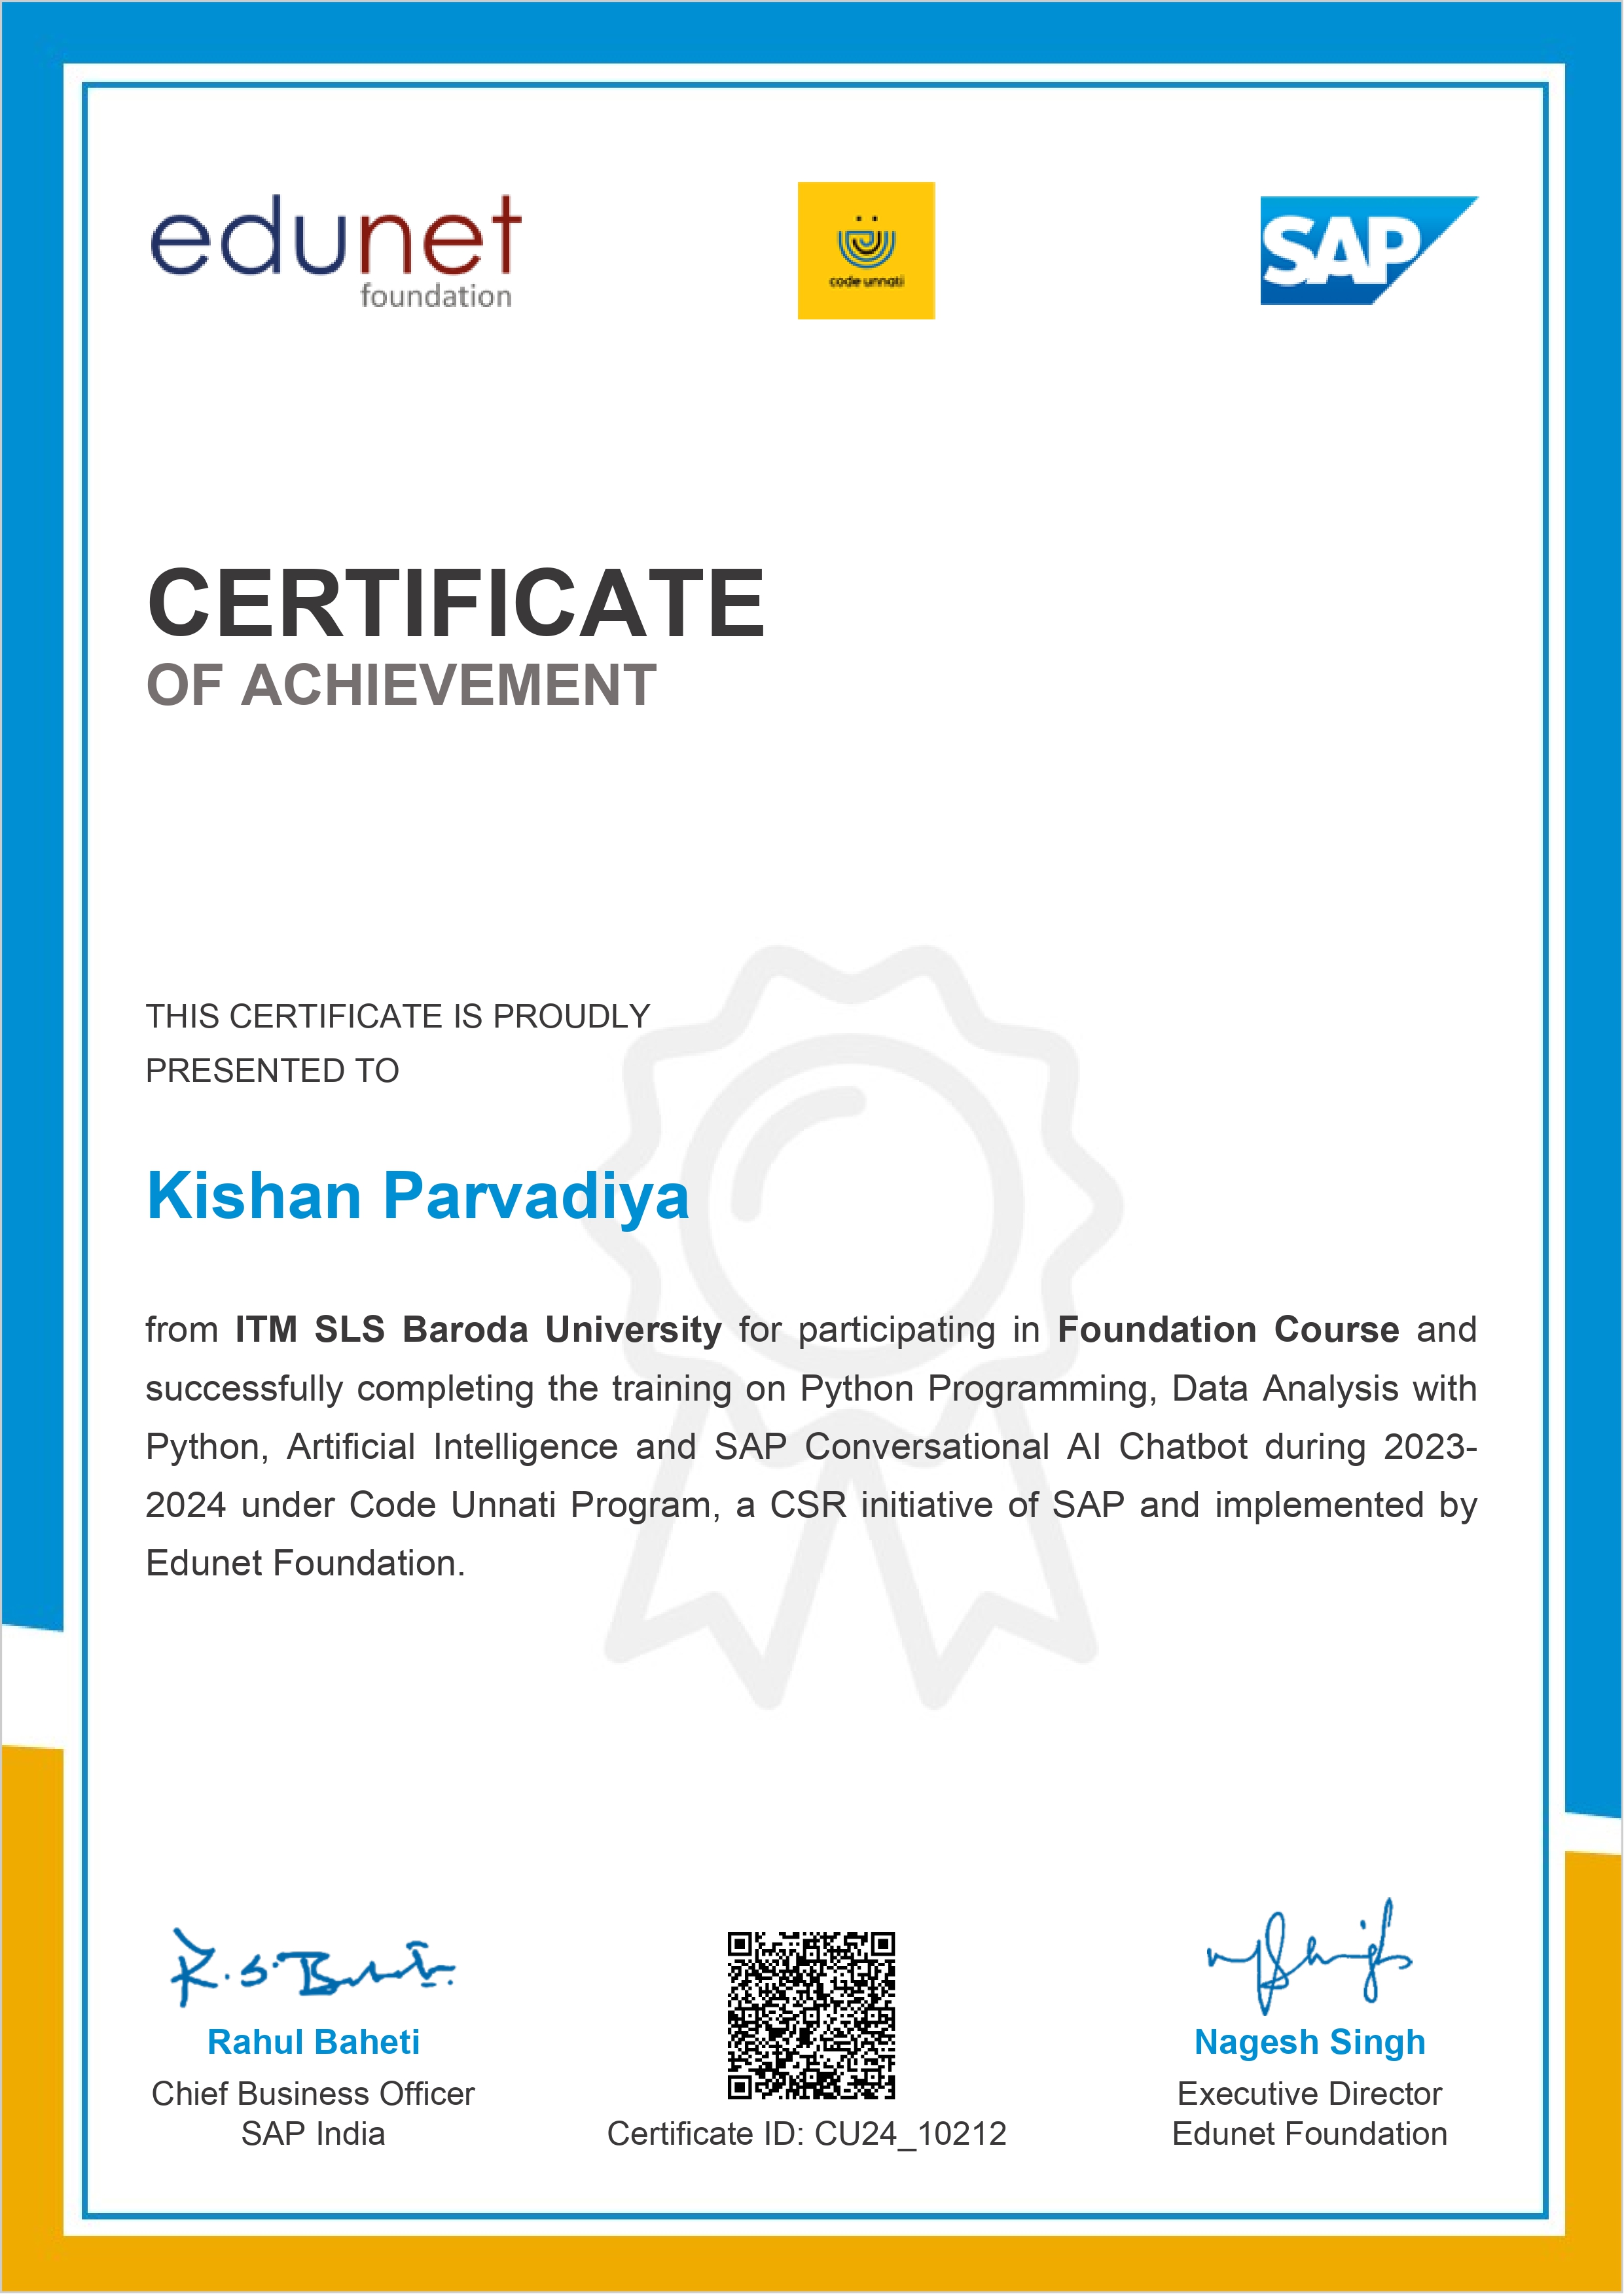 edunet
foundation
code unnati
SAP
CERTIFICATE
OF ACHIEVEMENT
THIS CERTIFICATE IS PROUDLY
PRESENTED TO
Kishan Parvadiya
from ITM SLS Baroda University for participating in Foundation Course and
successfully completing the training on Python Programming, Data Analysis with
Python, Artificial Intelligence and SAP Conversational AI Chatbot during 2023-
2024 under Code Unnati Program, a CSR initiative of SAP and implemented by
Edunet Foundation.
Rahul Baheti
Chief Business Officer
SAP India
Certificate ID: CU24_10212
Nagesh Singh
Executive Director
Edunet Foundation